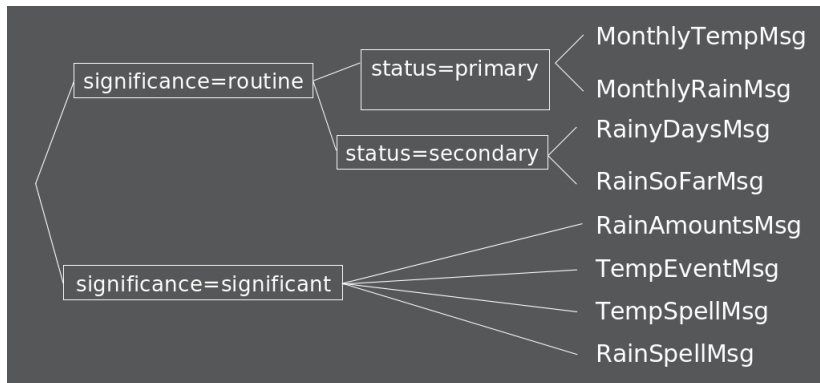 MonthlyTempMsg
significance=routine
status=primary
MonthlyRainMsg
status=secondary
RainyDaysMsg
RainSoFarMsg
significance=significant
RainAmountsMsg
TempEventMsg
TempSpellMsg
RainSpellMsg